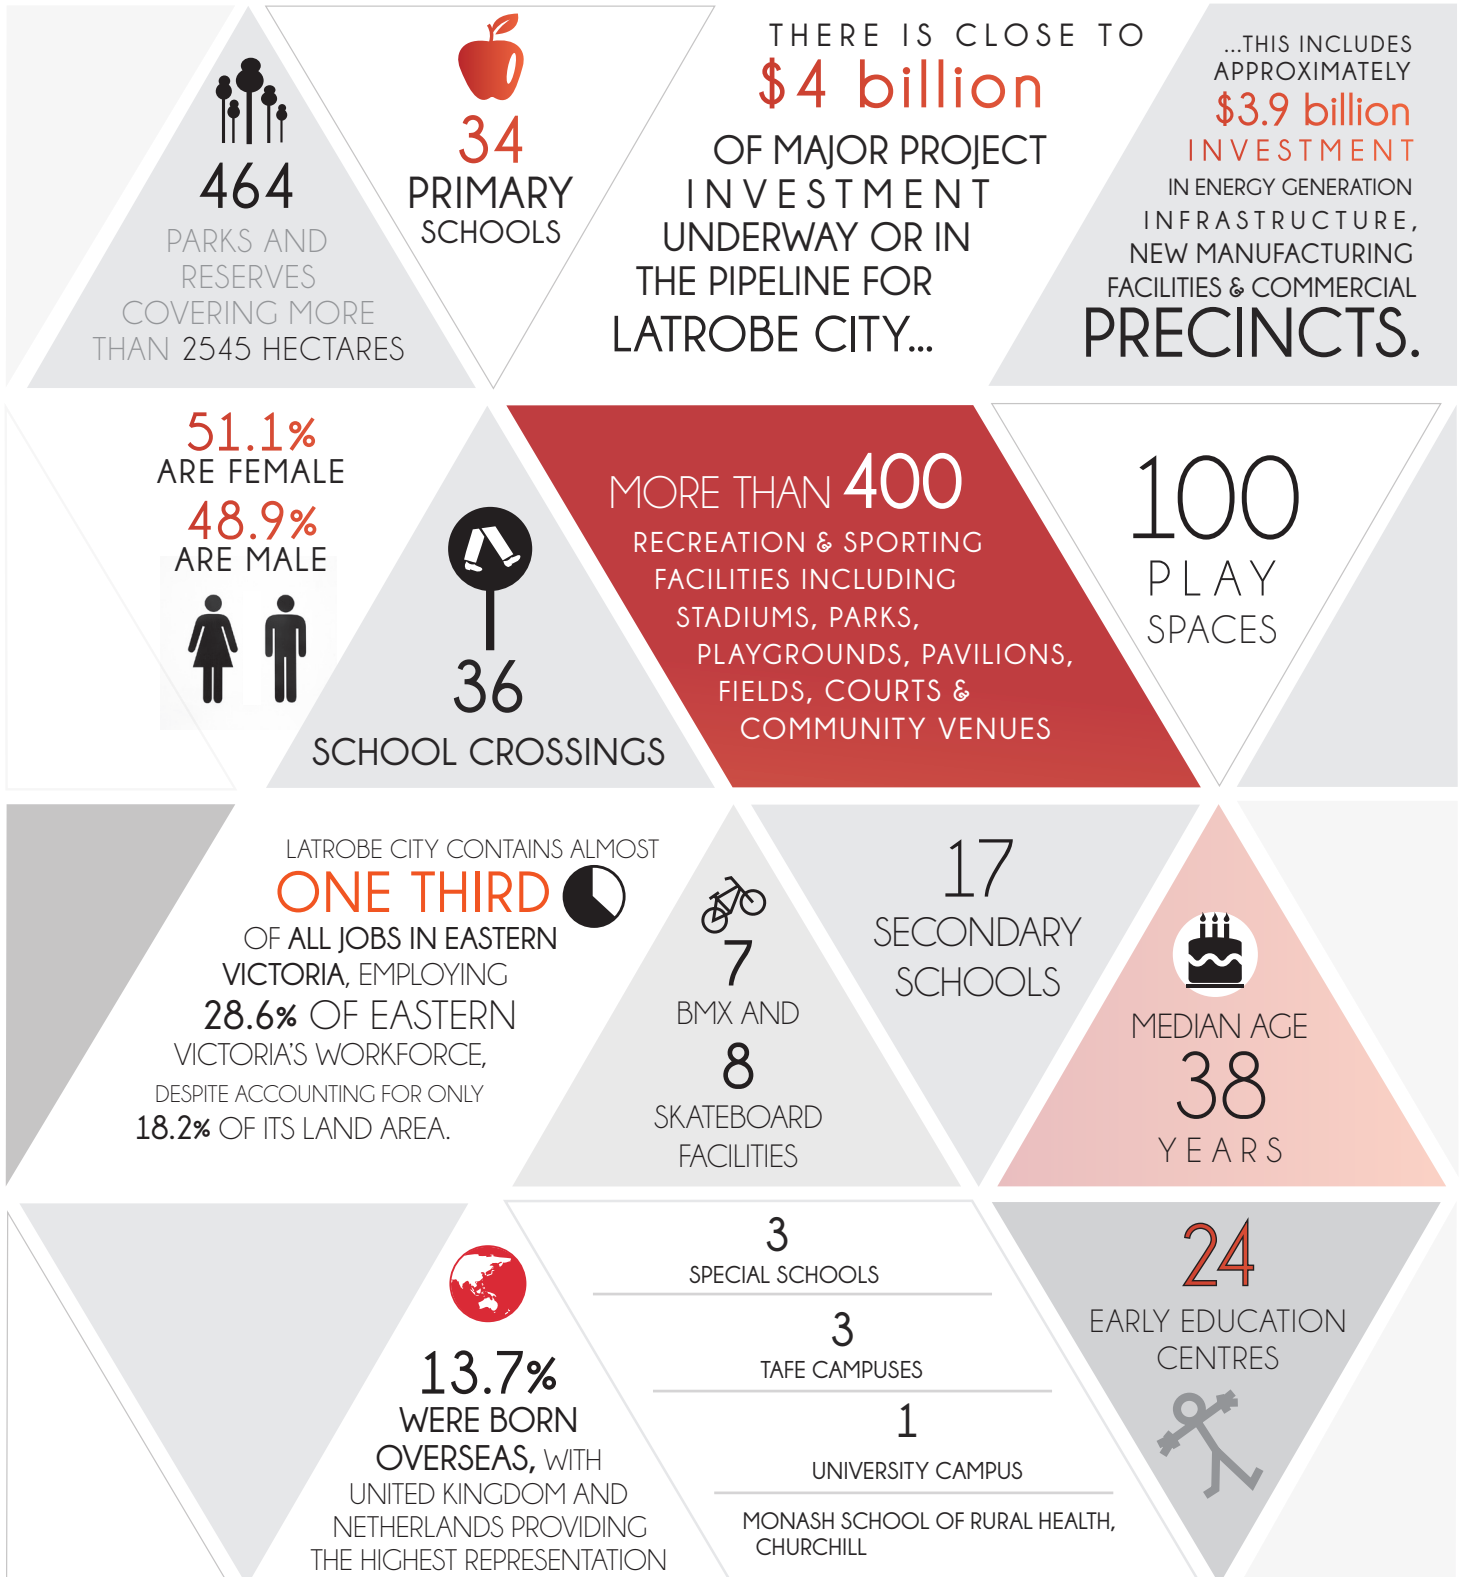 464
PARKS AND
RESERVES
COVERING MORE
THAN 2545 HECTARES
34
PRIMARY
SCHOOLS
THERE IS CLOSE TO
$4 billion
OF MAJOR PROJECT
INVESTMENT
UNDERWAY OR IN
THE PIPELINE FOR
LATROBE CITY...
...THIS INCLUDES
APPROXIMATELY
$3.9 billion
INVESTMENT
IN ENERGY GENERATION
INFRASTRUCTURE,
NEW MANUFACTURING
FACILITIES & COMMERCIAL
PRECINCTS.
51.1%
ARE FEMALE
48.9%
ARE MALE
36
SCHOOL CROSSINGS
MORE THAN 400
RECREATION & SPORTING
FACILITIES INCLUDING
STADIUMS, PARKS,
PLAYGROUNDS, PAVILIONS,
FIELDS, COURTS &
COMMUNITY VENUES
100
PLAY
SPACES
LATROBE CITY CONTAINS ALMOST
ONE THIRD
OF ALL JOBS IN EASTERN
VICTORIA, EMPLOYING
28.6% OF EASTERN
VICTORIA'S WORKFORCE,
DESPITE ACCOUNTING FOR ONLY
18.2% OF ITS LAND AREA.
7
BMX AND
8
SKATEBOARD
FACILITIES
17
SECONDARY
SCHOOLS
MEDIAN AGE
38
YEARS
13.7%
WERE BORN
OVERSEAS, WITH
UNITED KINGDOM AND
NETHERLANDS PROVIDING
THE HIGHEST REPRESENTATION
3
SPECIAL SCHOOLS
3
TAFE CAMPUSES
1
UNIVERSITY CAMPUS
MONASH SCHOOL OF RURAL HEALTH,
CHURCHILL
24
EARLY EDUCATION
CENTRES